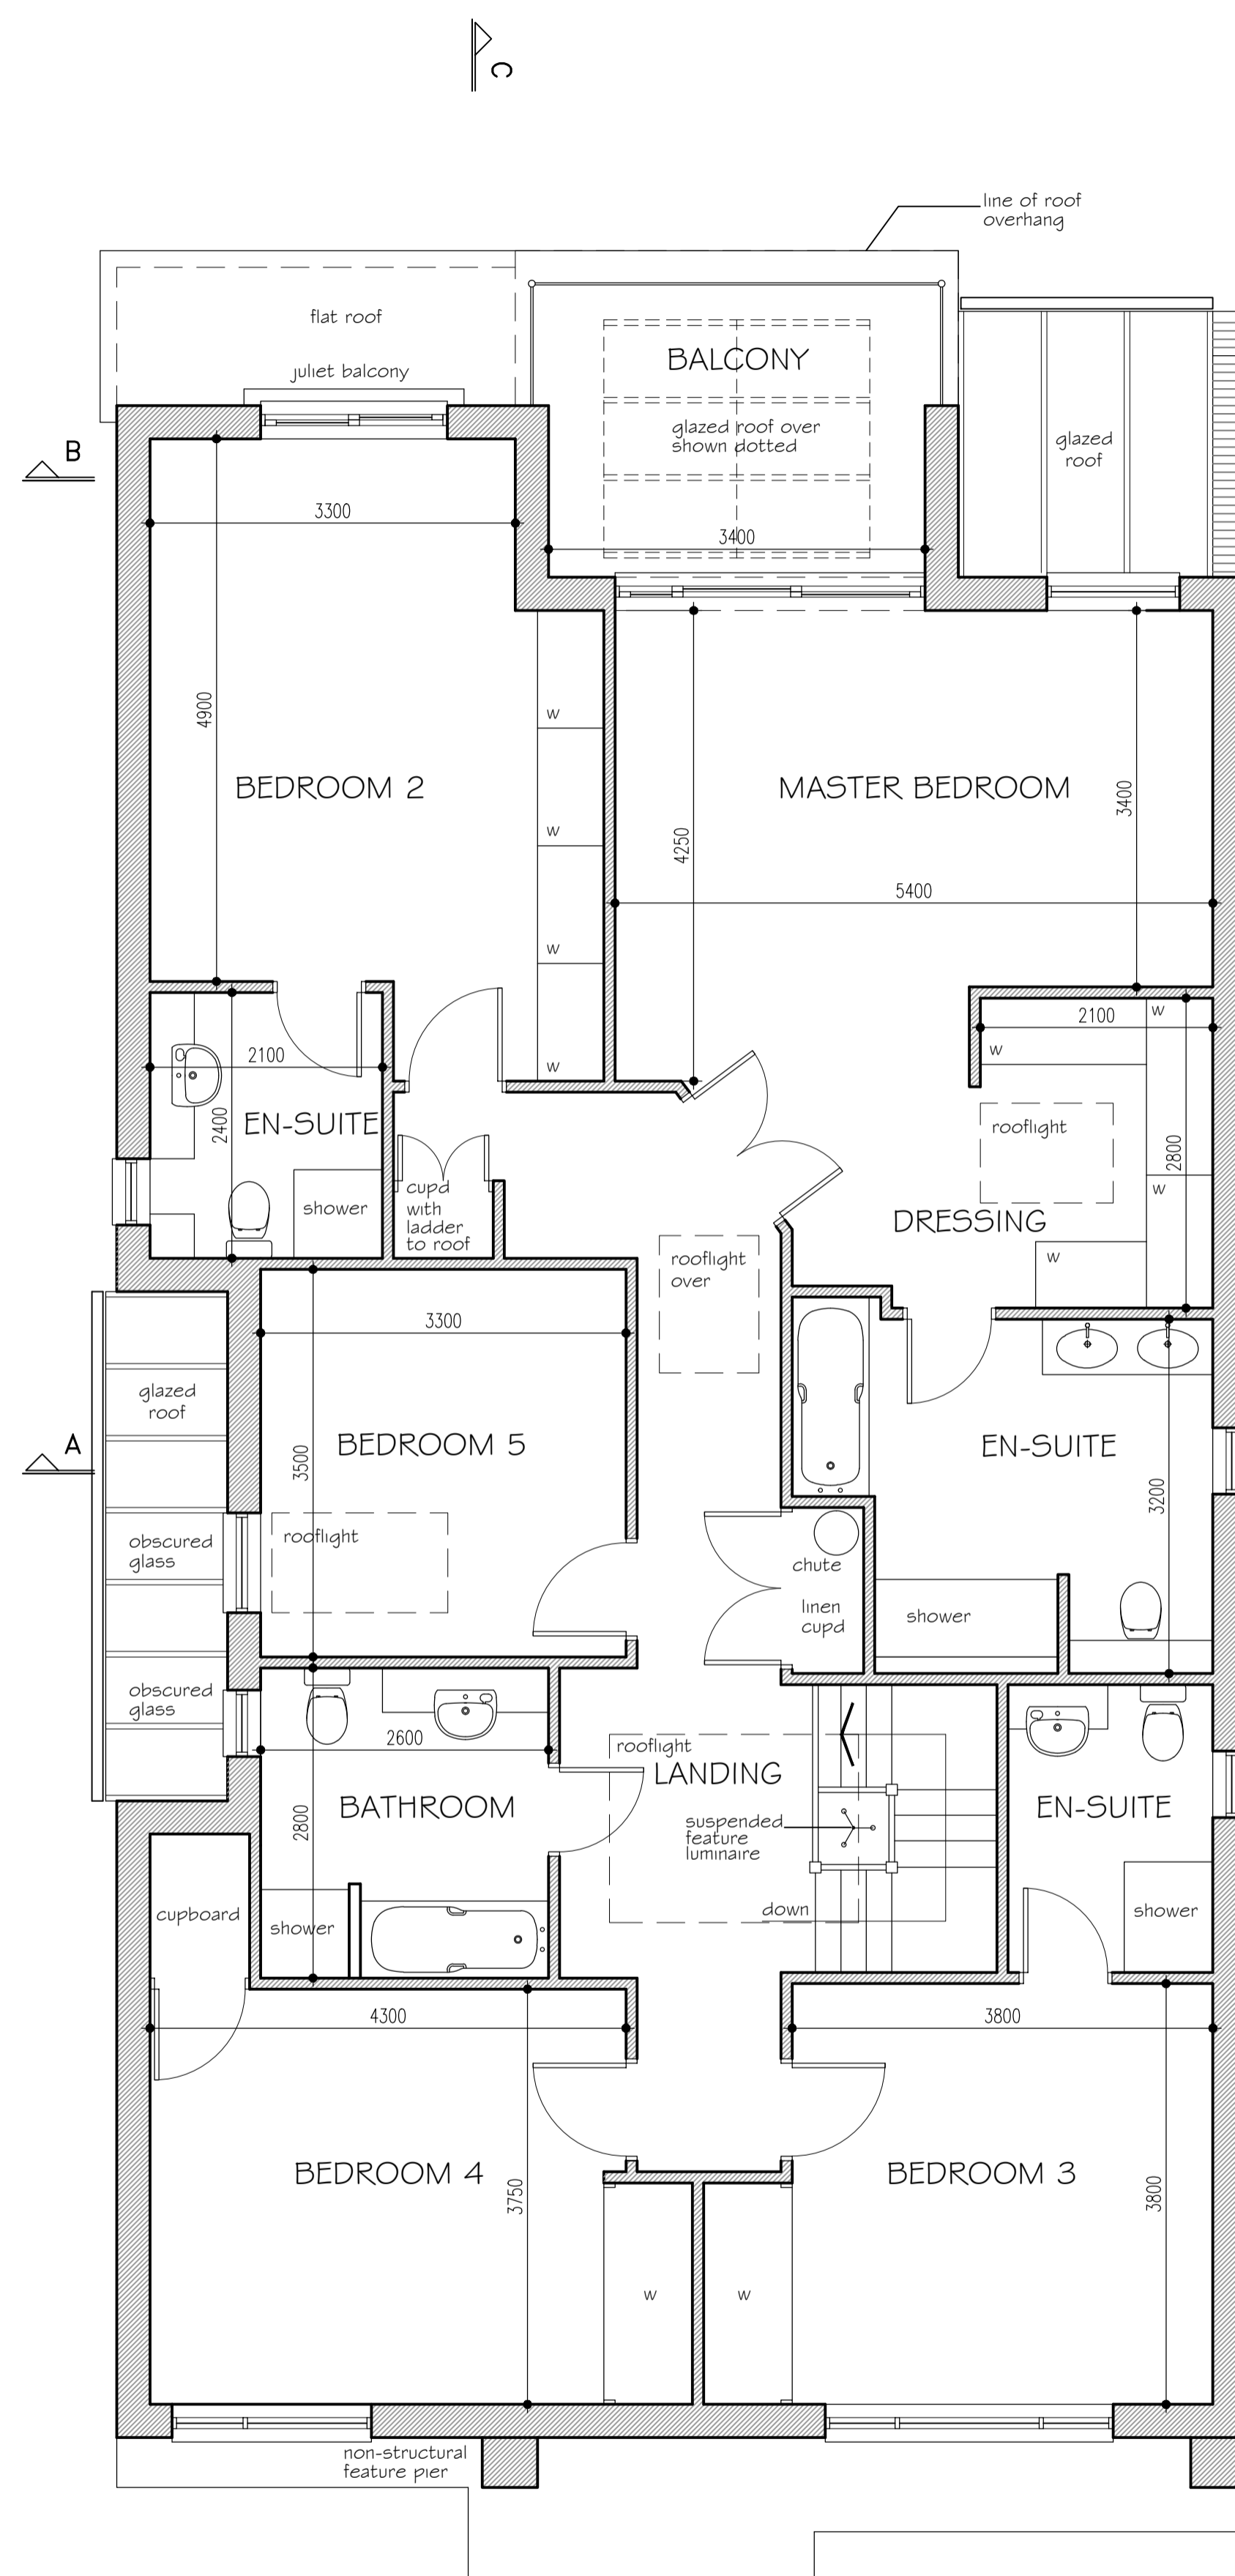 C
line of roof
overhang
flat roof
juliet balcony
BALCONY
glazed roof over
shown dotted
glazed
roof
B
3300
3400
4900
W
BEDROOM 2
MASTER BEDROOM
3400
W
4250
5400
W
W
2100
W
W
2100
2400
EN-SUITE
rooflight
2800
cupd
with
ladder
to roof
shower
W
DRESSING
W
rooflight
over
3300
glazed
roof
A
BEDROOM 5
EN-SUITE
3500
3200
obscured
glass
rooflight
chute
linen
cupd
shower
obscured
glass
2600
rooflight
LANDING
BATHROOM
2800
suspended
feature
luminaire
EN-SUITE
cupboard
shower
down
shower
4300
3800
BEDROOM 4
BEDROOM 3
3750
3800
W
W
non-structural
feature pier